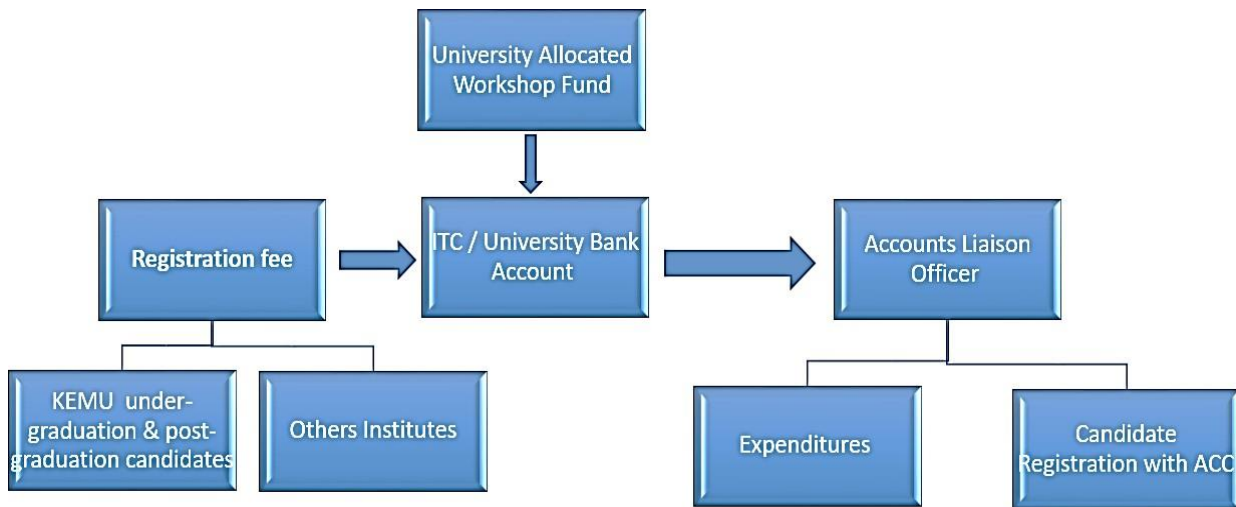 University Allocated
Workshop Fund
Registration fee
ITC / University Bank
Account
Accounts Liaison
Officer
KEMU under-
graduation & post-
graduation candidates
Others Institutes
Expenditures
Candidate
Registration with ACC